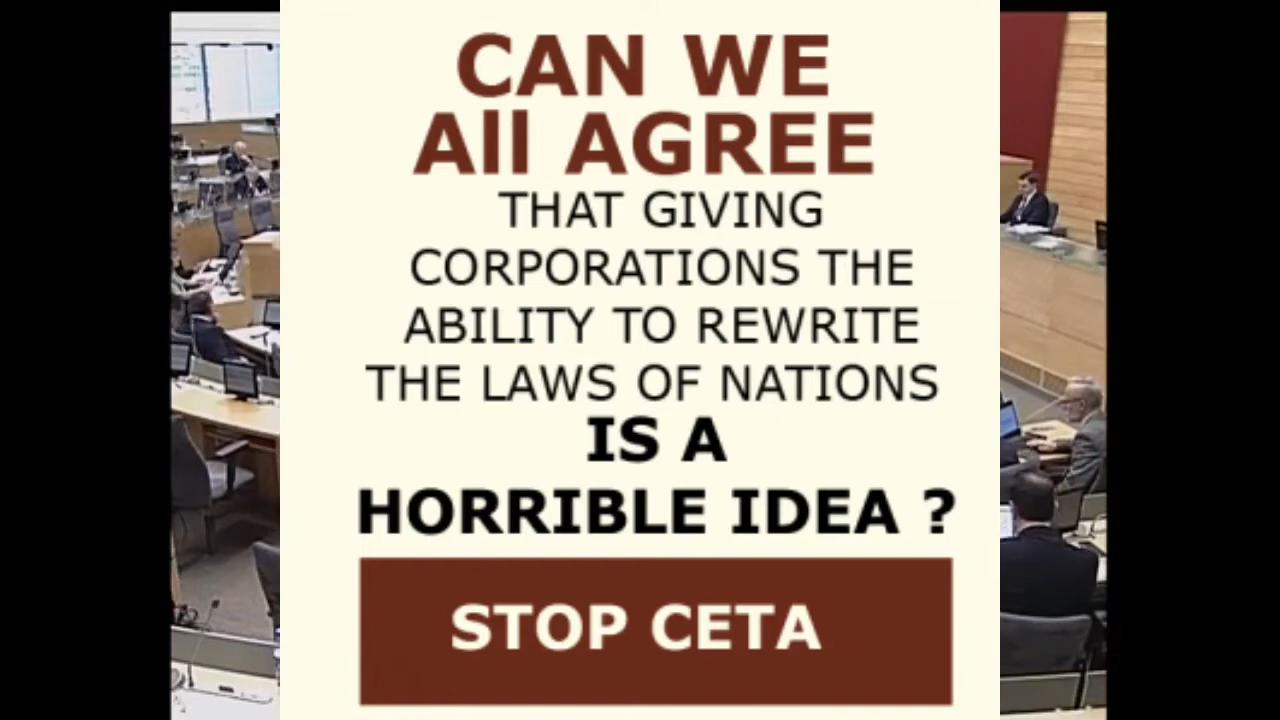 CAN WE
All AGREE
THAT GIVING
CORPORATIONS THE
ABILITY TO REWRITE
THE LAWS OF NATIONS
IS A
HORRIBLE IDEA ?
STOP CETA